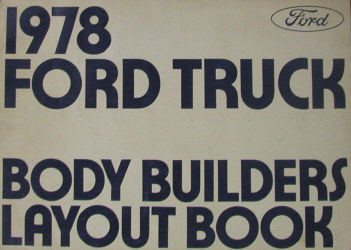 1978
Ford
FORD TRUCK
BODY BUILDERS
LAYOUT BOOK